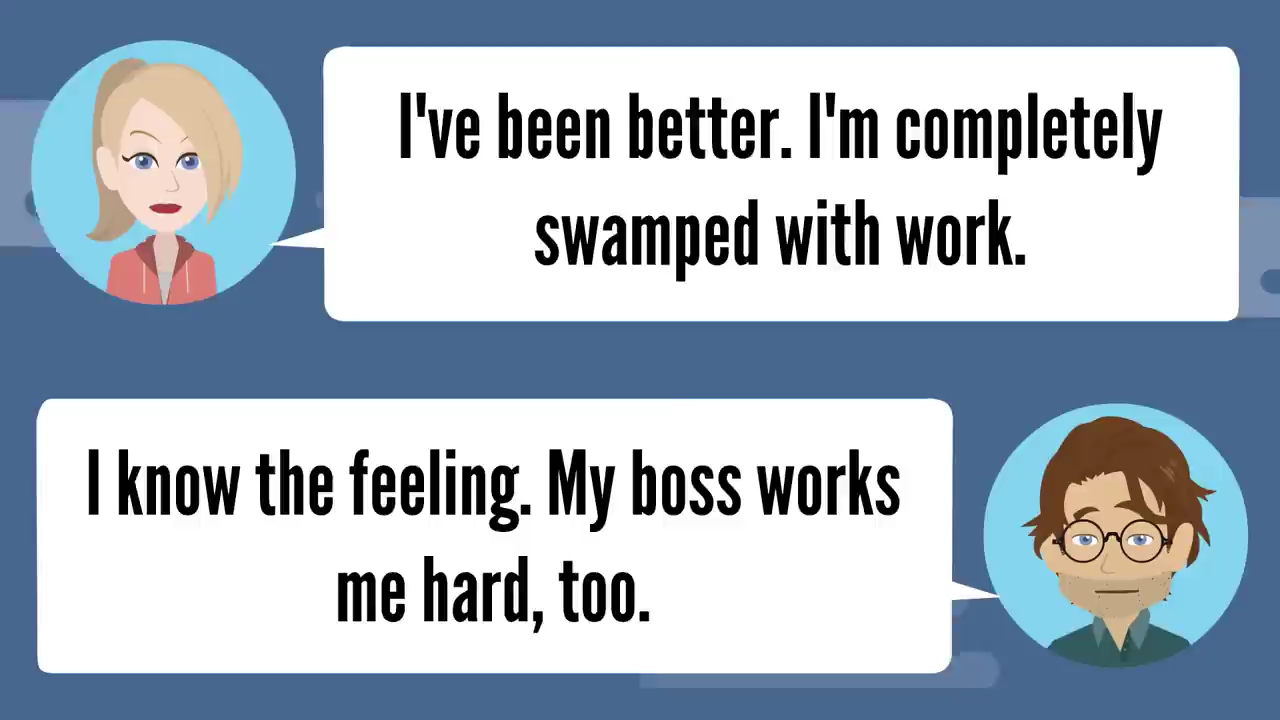 I've been better. I'm completely
swamped with work.
I know the feeling. My boss works
me hard, too.